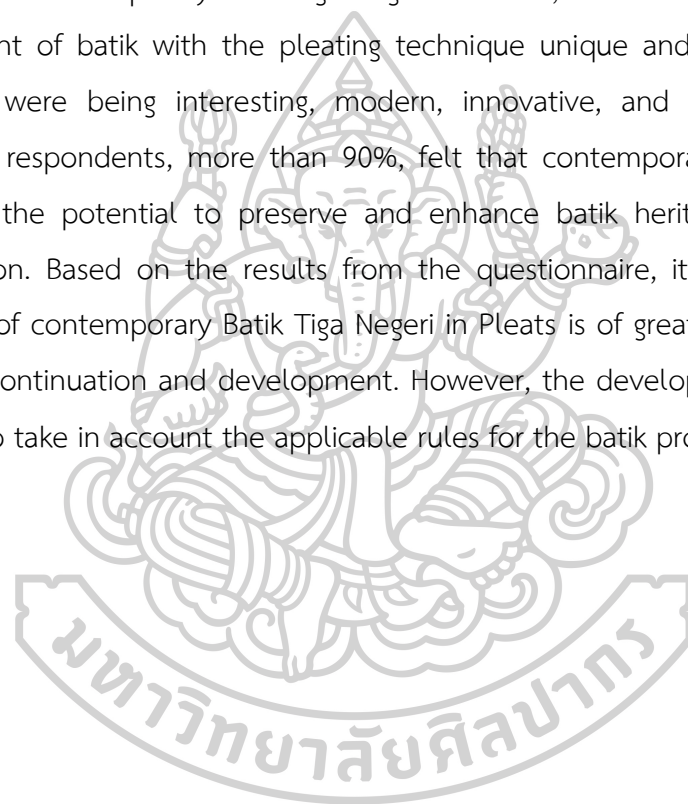 nt of batik with the pleating technique unique and
were being interesting, modern, innovative, and
respondents, more than 90%, felt that contempora
the potential to preserve and enhance batik herit
on. Based on the results from the questionnaire, it
of contemporary Batik Tiga Negeri in Pleats is of great
ontinuation and development. However, the develop
o take in account the applicable rules for the batik pro
มหาวิทยาลัยศิลปากร